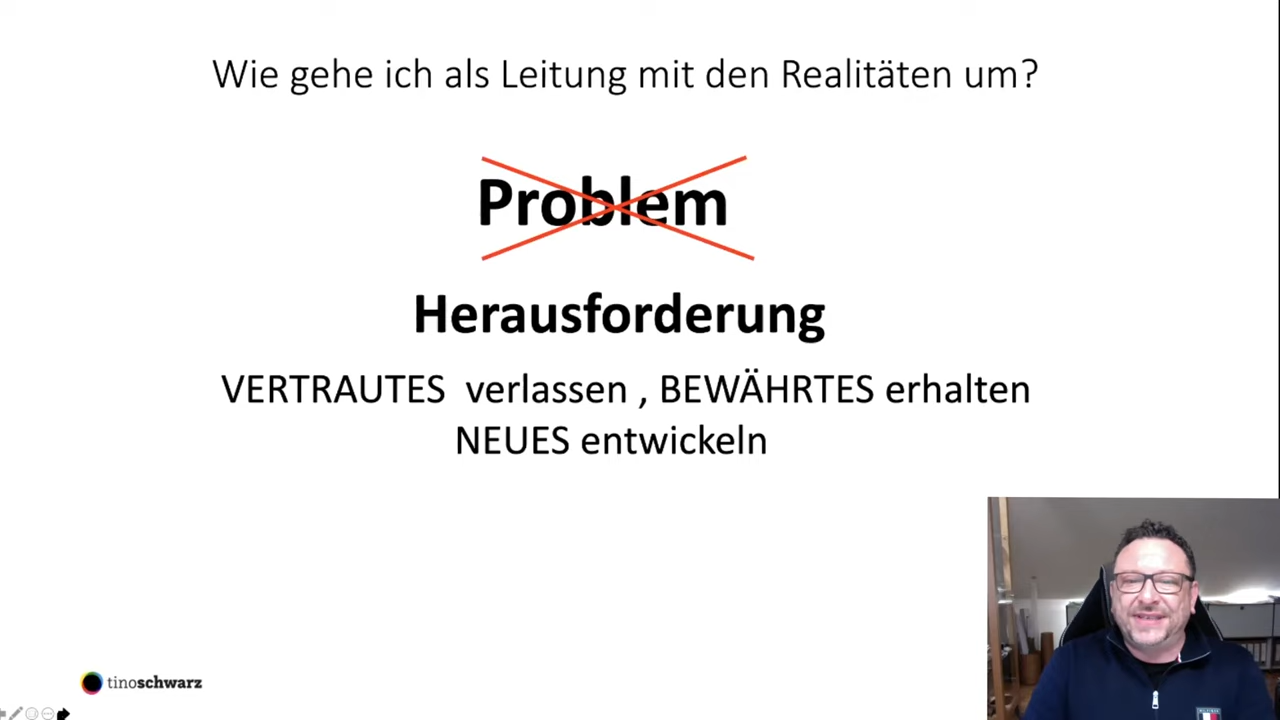 Wie gehe ich als Leitung mit den Realitäten um?
Problem
Herausforderung
VERTRAUTES verlassen , BEWÄHRTES erhalten
NEUES entwickeln
tinoschwarz